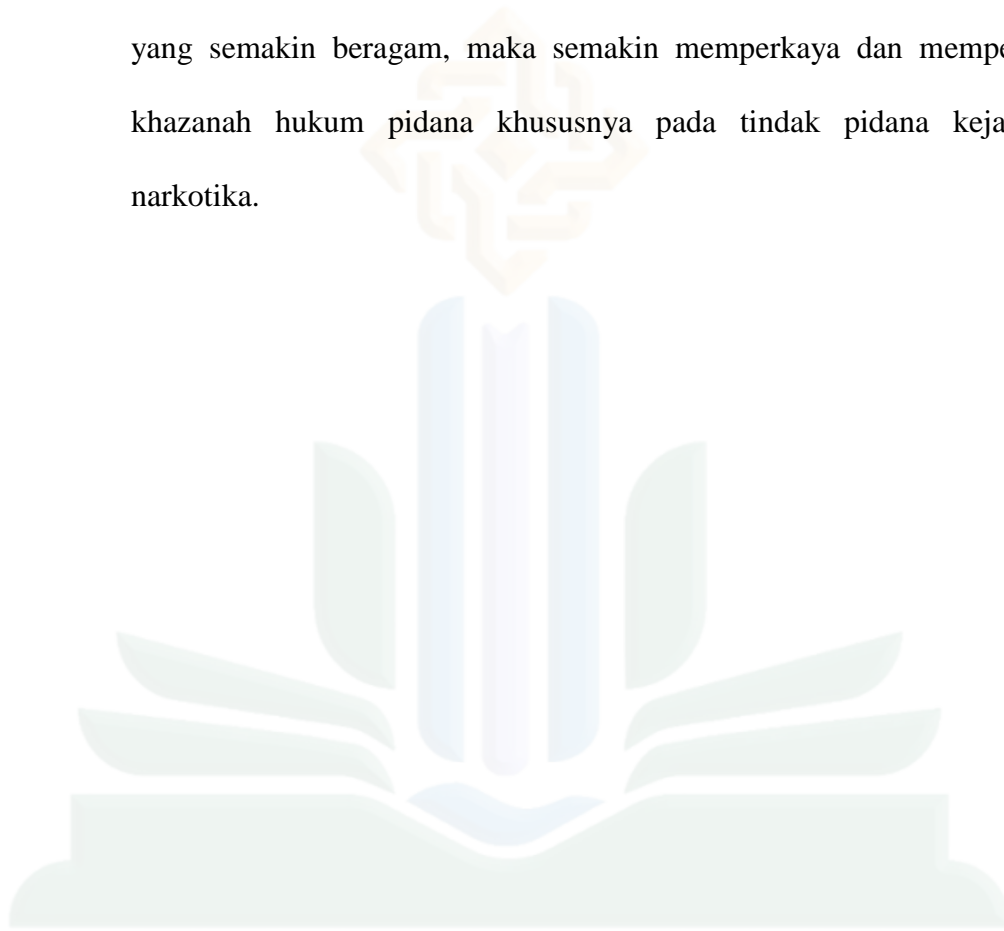 yang semakin beragam, maka semakin memperkaya dan
khazanah hukum pidana khususnya pada tindak pidana
narkotika.